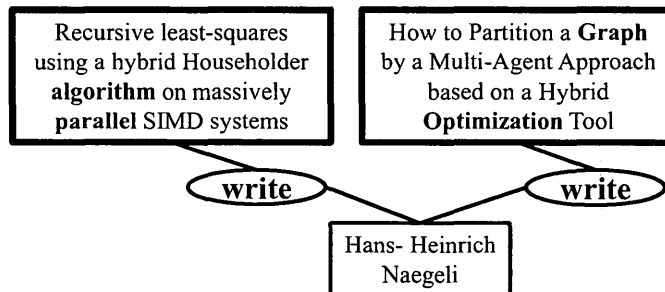 Recursive least-squares
using a hybrid Householder
algorithm on massively
parallel SIMD systems
How to Partition a Graph
by a Multi-Agent Approach
based on a Hybrid
Optimization Tool
write
write
Hans- Heinrich
Naegeli